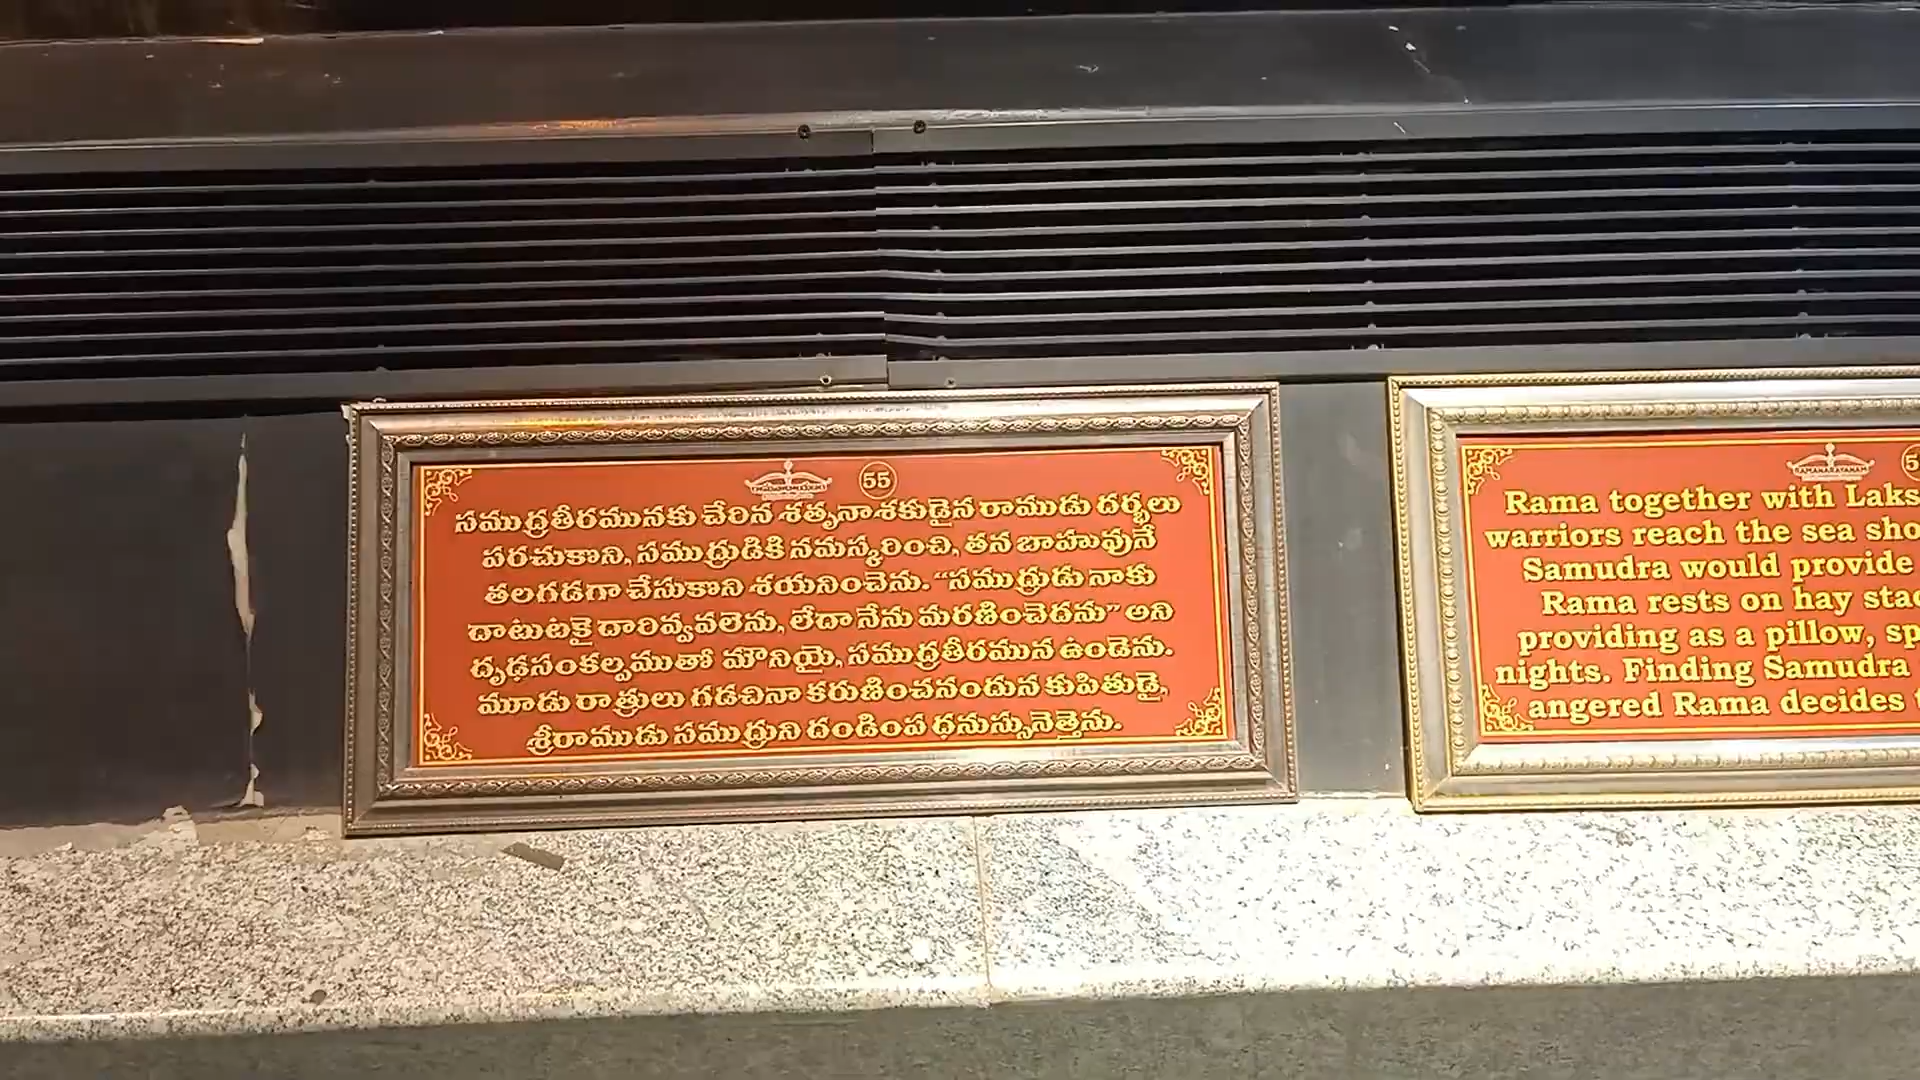 55
సముద్రతీరమునకు చేరిన శతృనాశకుడైన రాముడు దర్భలు
పరచుకొని, సముద్రుడికి నమస్కరించి, తన బాహువునే
తలగడగా చేసుకొని శయనించెను. "సముద్రుడు నాకు
దాటుటకై దారివ్వవలెను, లేదా నేను మరణించెదను" అని
దృఢసంకల్పముతో మౌనియై, సముద్రతీరమున ఉండెను.
మూడు రాత్రులు గడచినా కరుణించనందున కుపితుడై,
శ్రీరాముడు సముద్రుని దండింప ధనుస్సునెత్తెను.
RAMANARAYANAM
Rama together with Laks
warriors reach the sea sho
Samudra would provide
Rama rests on hay stac
providing as a pillow, sp
nights. Finding Samudra
angered Rama decides t